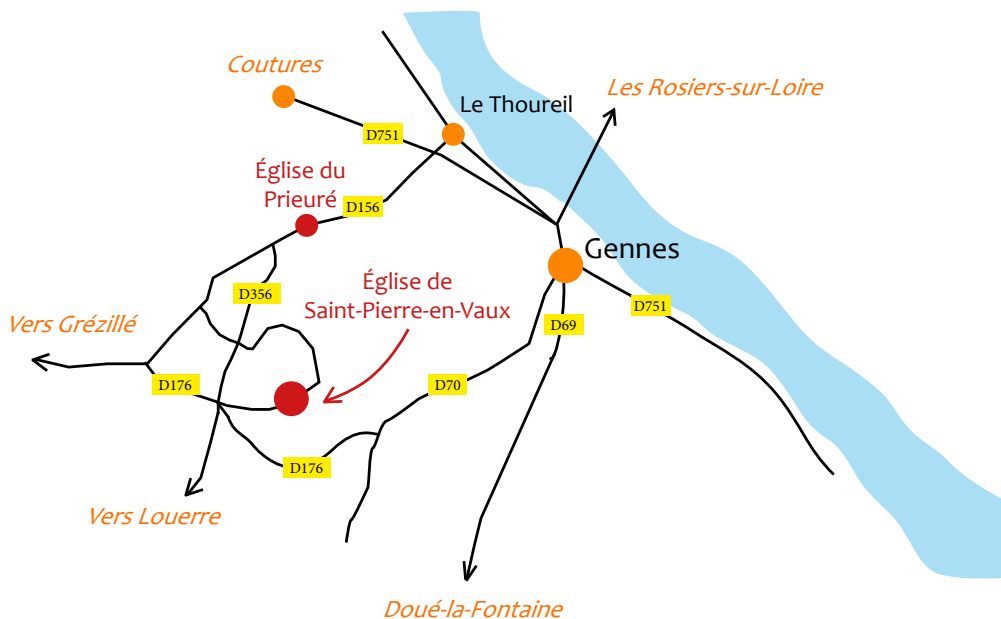 Coutures
Les Rosiers-sur-Loire
Le Thoureil
D751
Église du
Prieuré
D156
Gennes
Église de
Saint-Pierre-en-Vaux
D356
D751
Vers Grézillé
D69
D176
D70
D176
Vers Louerre
Doué-la-Fontaine